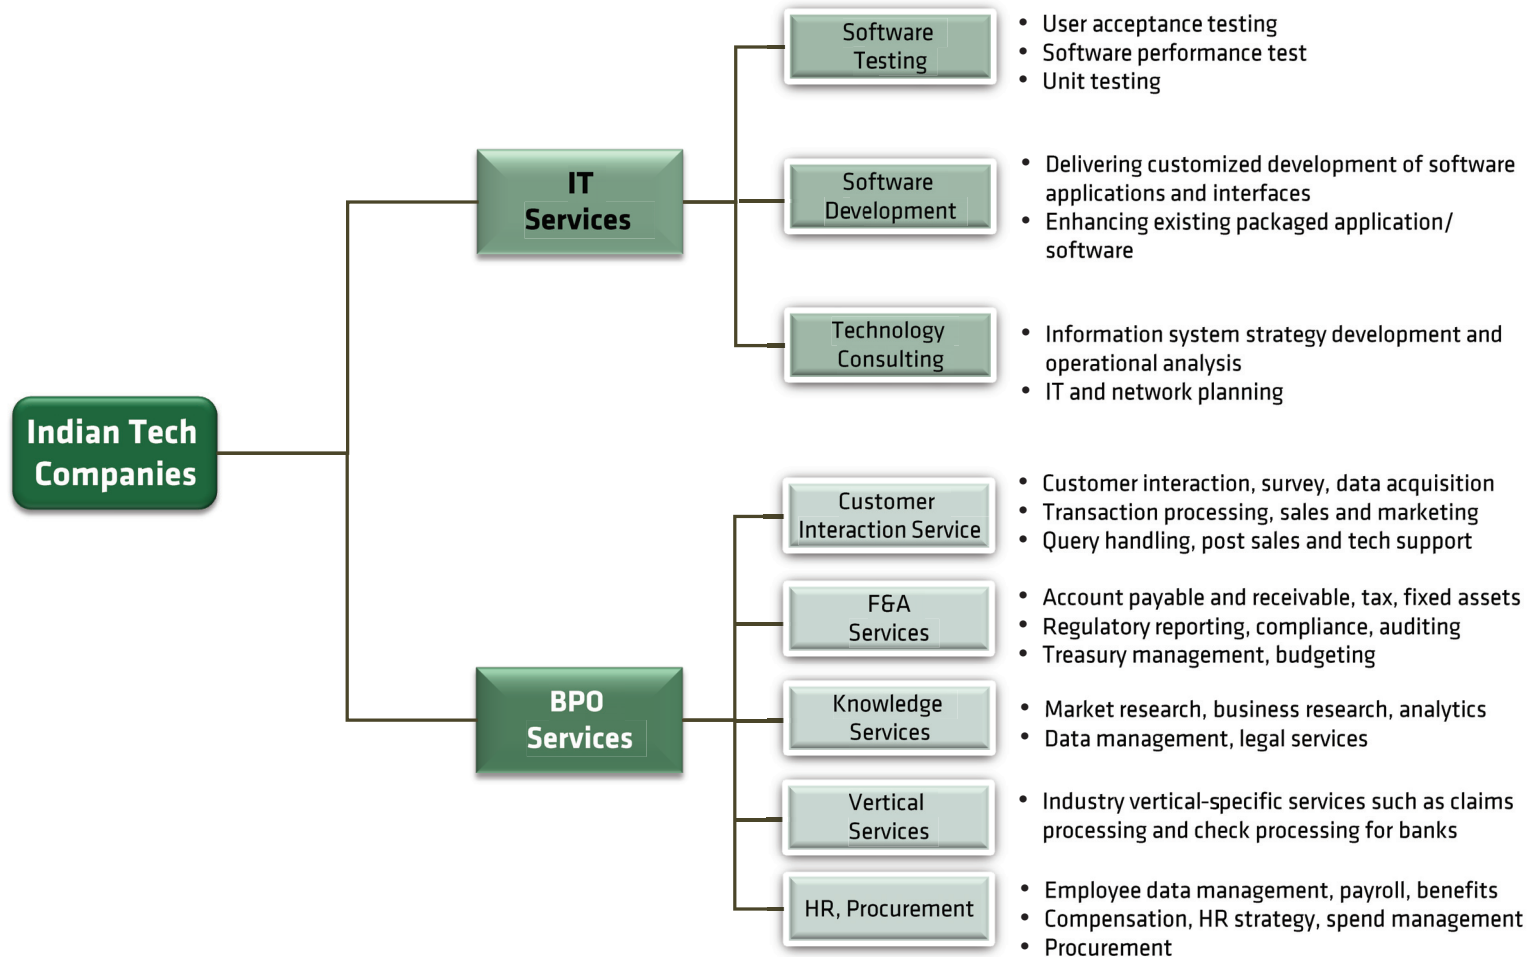 Indian Tech
Companies
IT
Services
Software
Testing
• User acceptance testing
• Software performance test
• Unit testing
Software
Development
• Delivering customized development of software
applications and interfaces
• Enhancing existing packaged application/
software
Technology
Consulting
• Information system strategy development and
operational analysis
• IT and network planning
BPO
Services
Customer
Interaction Service
• Customer interaction, survey, data acquisition
• Transaction processing, sales and marketing
• Query handling, post sales and tech support
F&A
Services
• Account payable and receivable, tax, fixed assets
• Regulatory reporting, compliance, auditing
• Treasury management, budgeting
Knowledge
Services
• Market research, business research, analytics
• Data management, legal services
Vertical
Services
• Industry vertical-specific services such as claims
processing and check processing for banks
HR, Procurement
• Employee data management, payroll, benefits
• Compensation, HR strategy, spend management
• Procurement